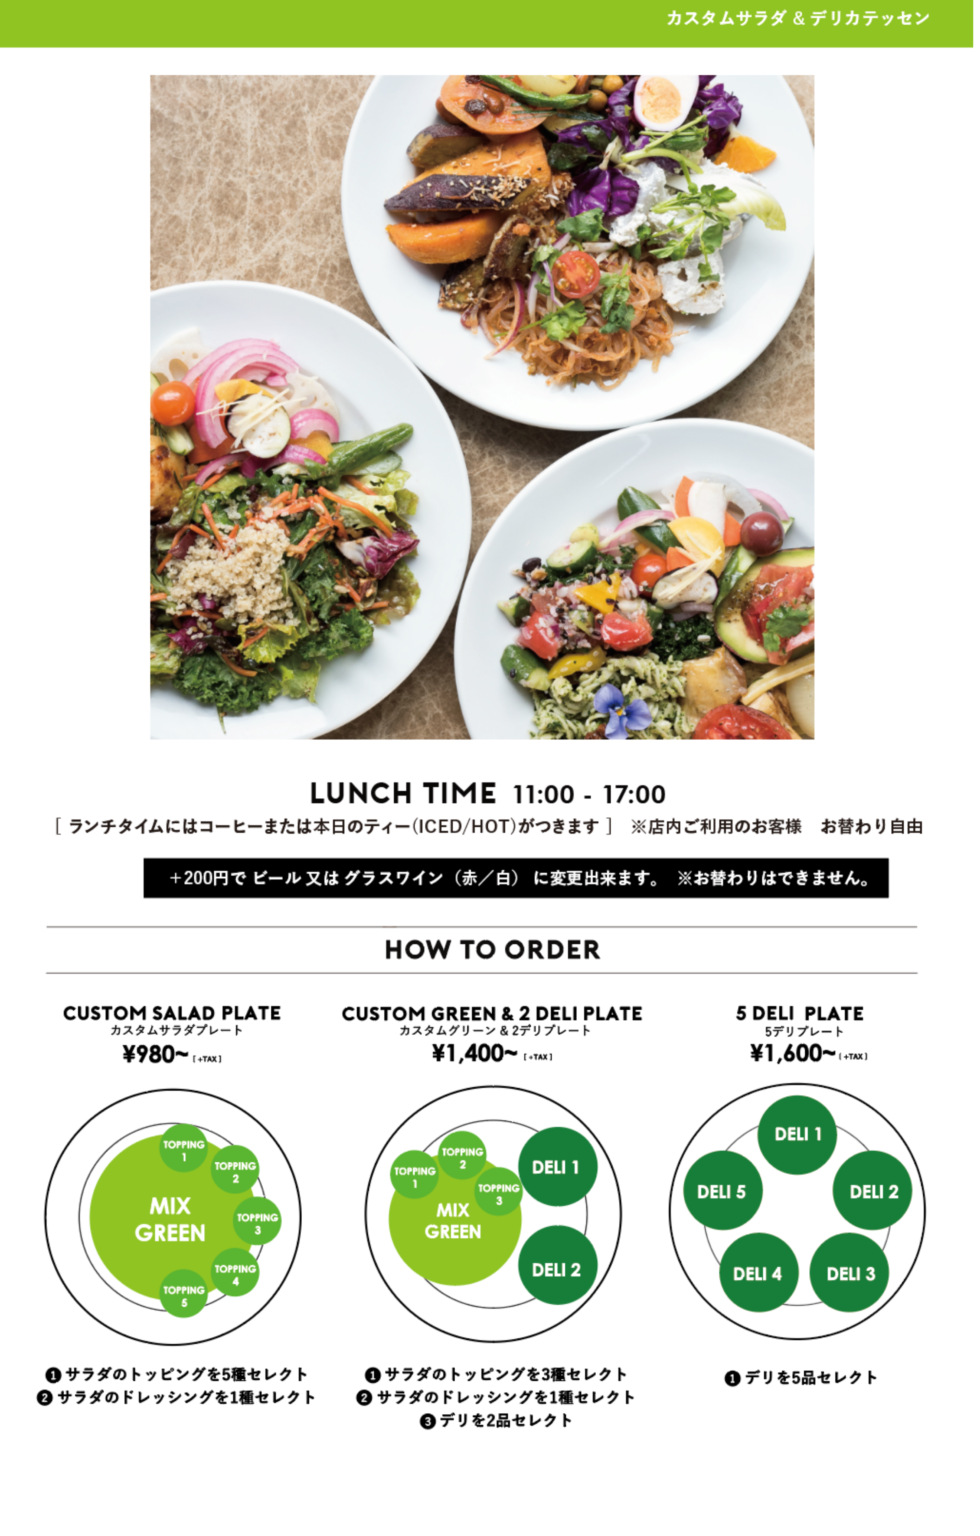 カスタムサラダ & デリカテッセン
LUNCH TIME 11:00 - 17:00
[ ランチタイムにはコーヒーまたは本日のティー(ICED/HOT)がつきます ] ※店内ご利用のお客様 お替わり自由
+200円で ビール 又は グラスワイン (赤/白) に変更出来ます。 ※お替わりはできません。
HOW TO ORDER
CUSTOM SALAD PLATE
カスタムサラダプレート
¥980~ [ +TAX ]
TOPPING
1
TOPPING
2
TOPPING
3
TOPPING
4
TOPPING
5
MIX
GREEN
❶ サラダのトッピングを5種セレクト
❷ サラダのドレッシングを1種セレクト
CUSTOM GREEN & 2 DELI PLATE
カスタムグリーン & 2デリプレート
¥1,400~ [ +TAX ]
TOPPING
1
TOPPING
2
TOPPING
3
MIX
GREEN
DELI 1
DELI 2
❶ サラダのトッピングを3種セレクト
❷ サラダのドレッシングを1種セレクト
❸ デリを2品セレクト
5 DELI PLATE
5デリプレート
¥1,600~ ( +TAX )
DELI 1
DELI 2
DELI 3
DELI 4
DELI 5
❶ デリを5品セレクト